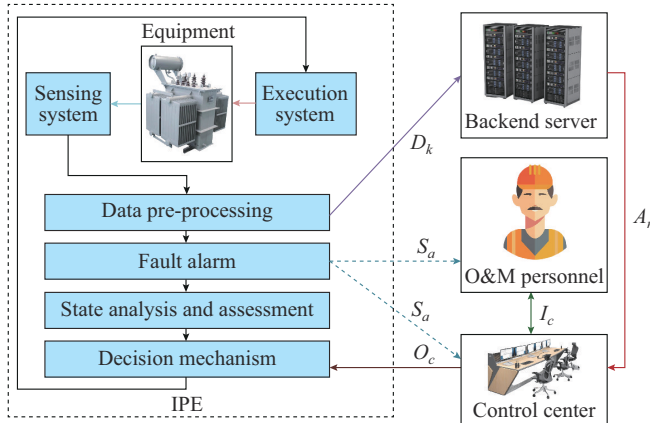 Equipment
Sensing
system
Execution
system
Backend server
D_k
Data pre-processing
Fault alarm
S_a
O&M personnel
State analysis and assessment
S_a
I_c
Decision mechanism
O_c
Control center
IPE